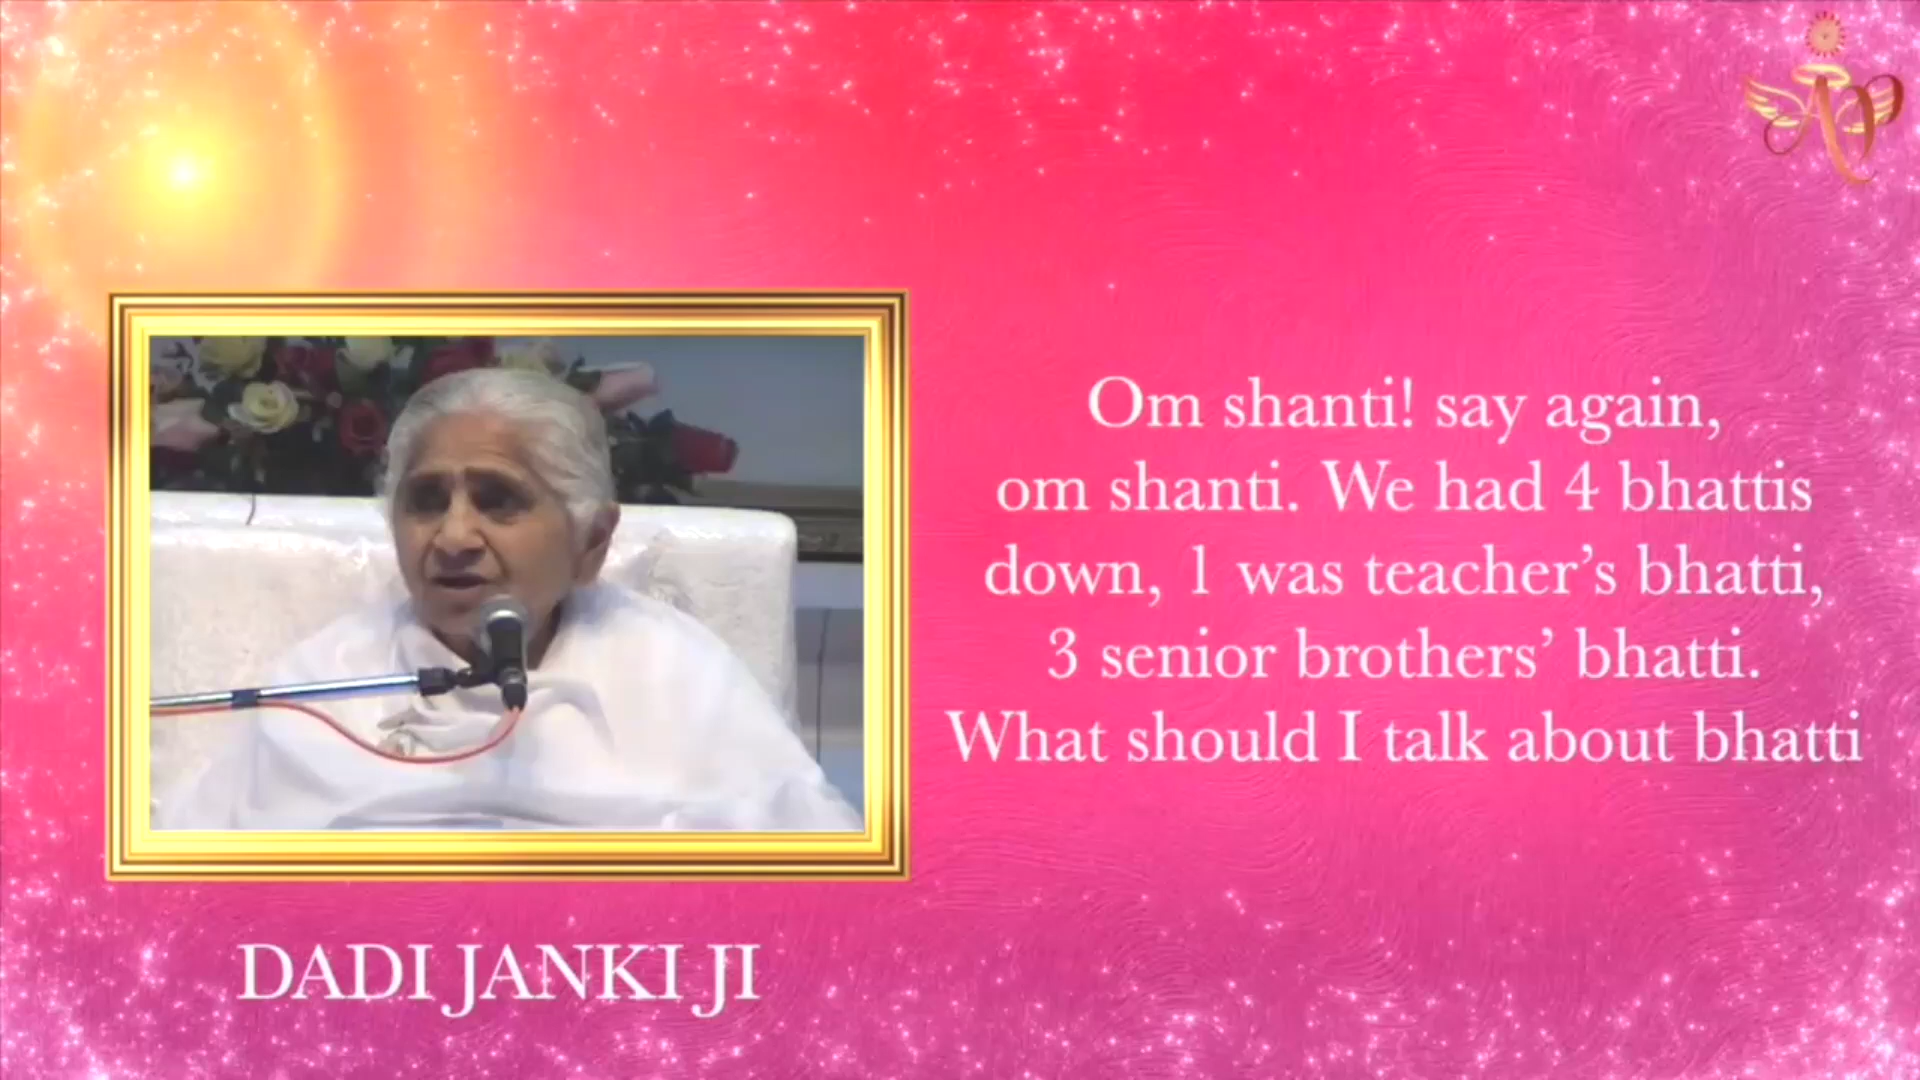 Om shanti! say again,
om shanti. We had 4 bhattis
down, 1 was teacher’s bhatti,
3 senior brothers’ bhatti.
What should I talk about bhatti
DADI JANKI JI